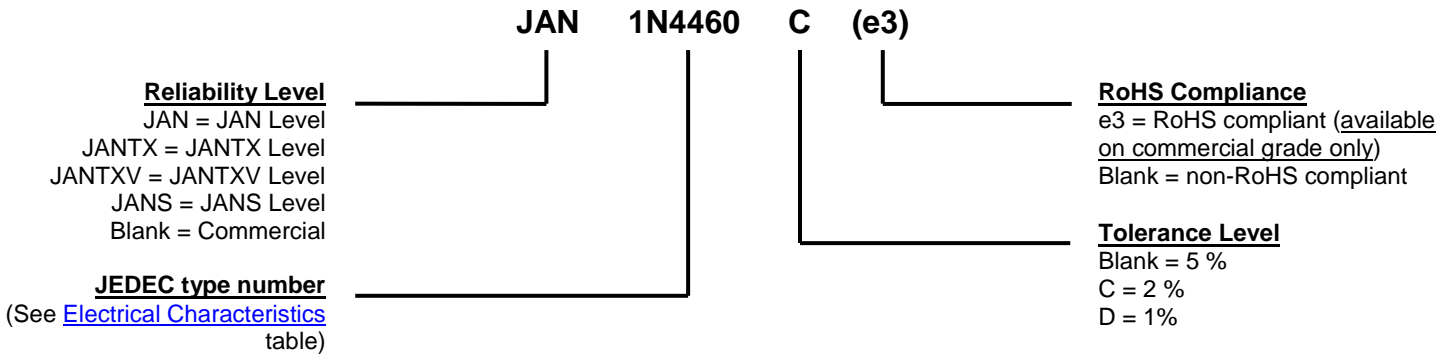 JAN 1N4460 C (e3)
Reliability Level
JAN = JAN Level
JANTX = JANTX Level
JANTXV = JANTXV Level
JANS = JANS Level
Blank = Commercial
JEDEC type number
(See Electrical Characteristics
table)
RoHS Compliance
e3 = RoHS compliant (available
on commercial grade only)
Blank = non-RoHS compliant
Tolerance Level
Blank = 5 %
C = 2 %
D = 1%